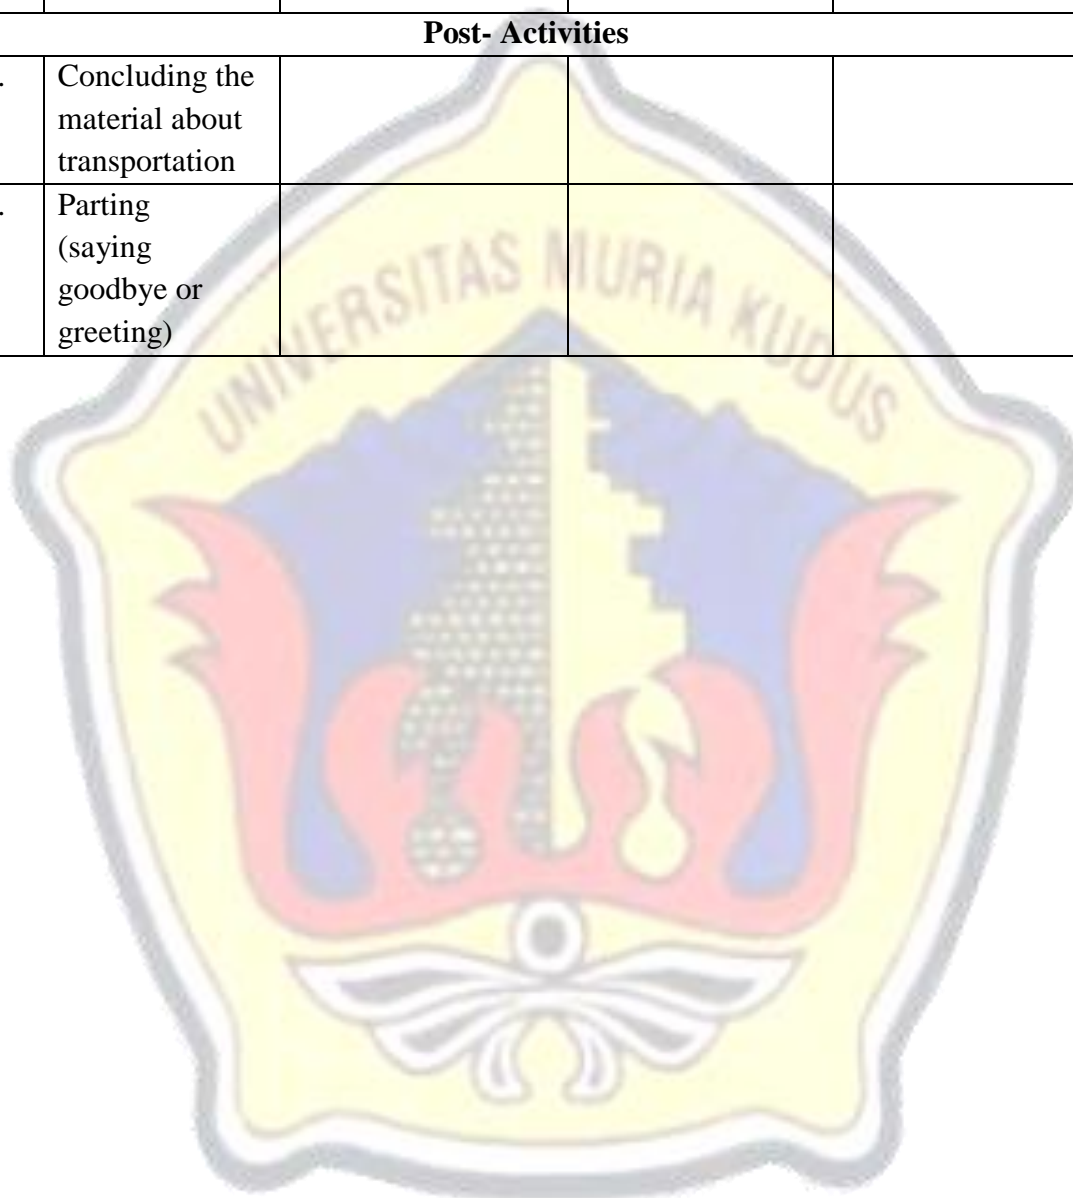 Post- Activities
. Concluding the
material about
transportation
. Parting
(saying
goodbye or
greeting)
UNIVERSITAS MURIA KUDUS